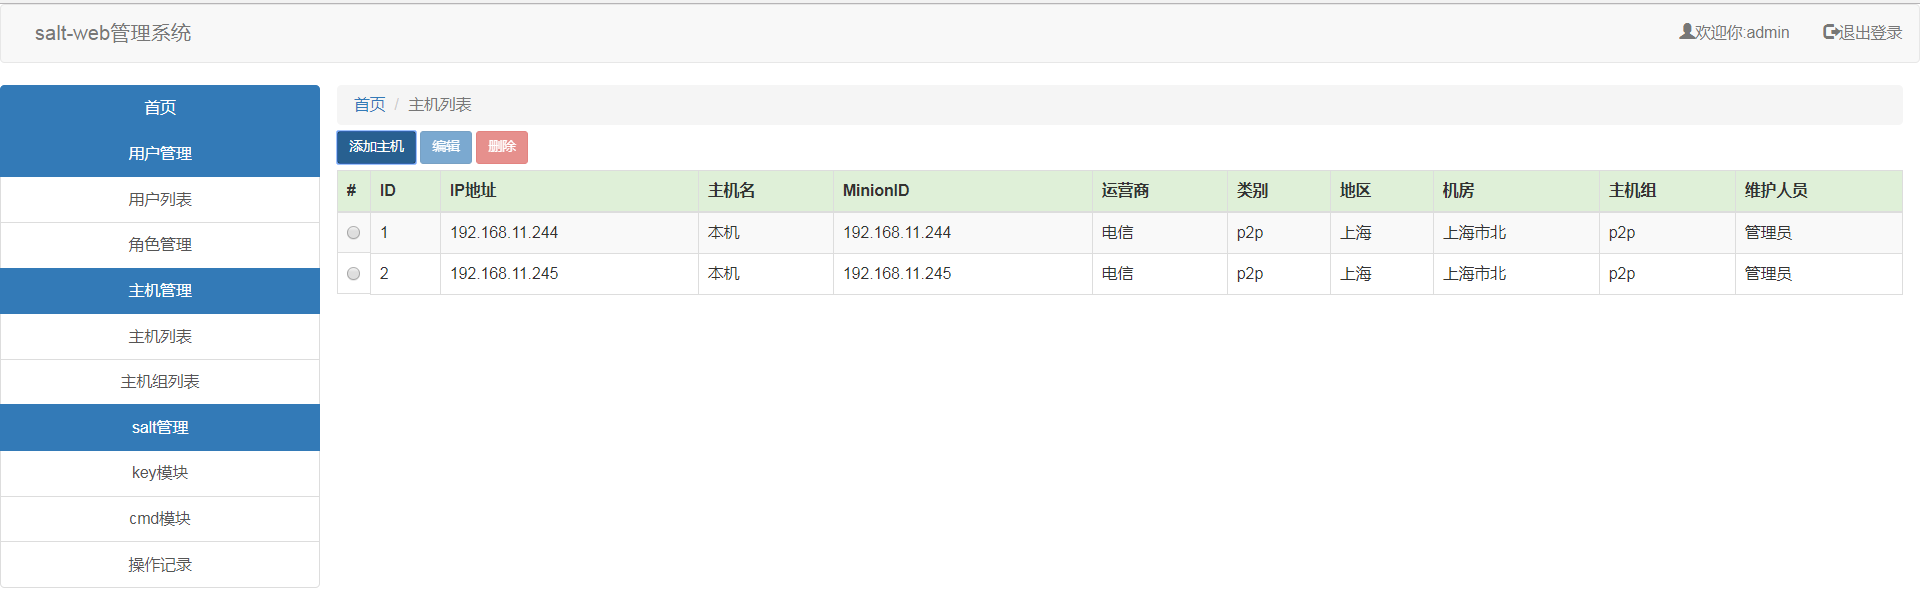 salt-web管理系统
欢迎你:admin 退出登录
首页
用户管理
用户列表
角色管理
主机管理
主机列表
主机组列表
salt管理
key模块
cmd模块
操作记录
首页 / 主机列表
添加主机 编辑 删除
# ID IP地址 主机名 MinionID 运营商 类别 地区 机房 主机组 维护人员
1 192.168.11.244 本机 192.168.11.244 电信 p2p 上海 上海市北 p2p 管理员
2 192.168.11.245 本机 192.168.11.245 电信 p2p 上海 上海市北 p2p 管理员